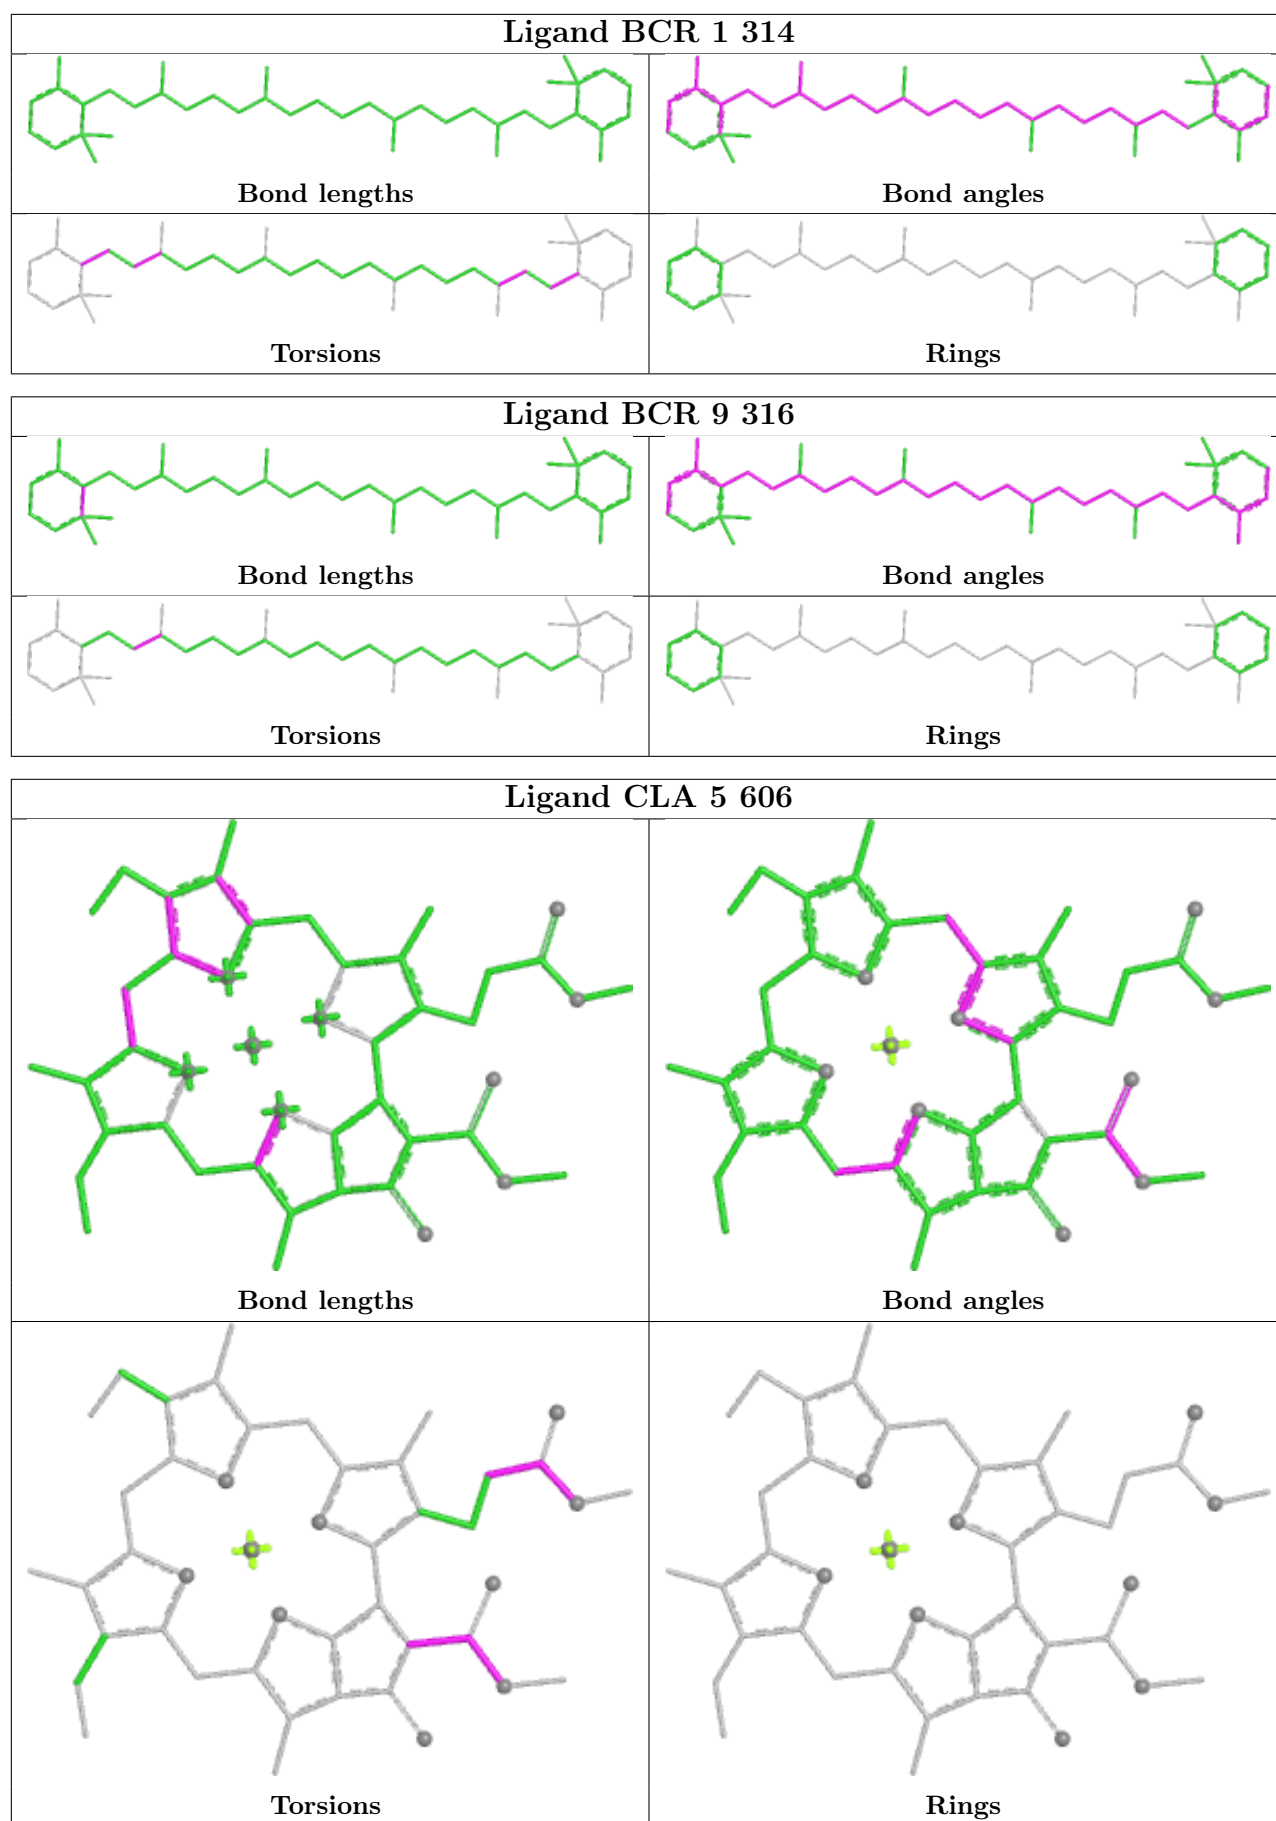 Ligand BCR 1 314
Bond lengths
Bond angles
Torsions
Rings
Ligand BCR 9 316
Bond lengths
Bond angles
Torsions
Rings
Ligand CLA 5 606
Bond lengths
Bond angles
Torsions
Rings